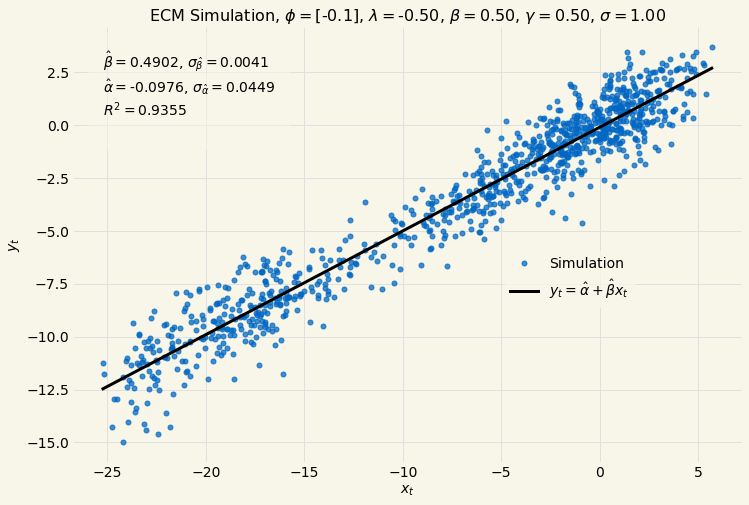 ECM Simulation, ϕ = [-0.1], λ = -0.50, β = 0.50, γ = 0.50, σ = 1.00
β̂ = 0.4902, σ_β̂ = 0.0041
α̂ = -0.0976, σ_α̂ = 0.0449
R² = 0.9355
2.5
0.0
−2.5
−5.0
−7.5
−10.0
−12.5
−15.0
y_t
Simulation
y_t = α̂ + β̂x_t
−25 −20 −15 −10 −5 0 5
x_t